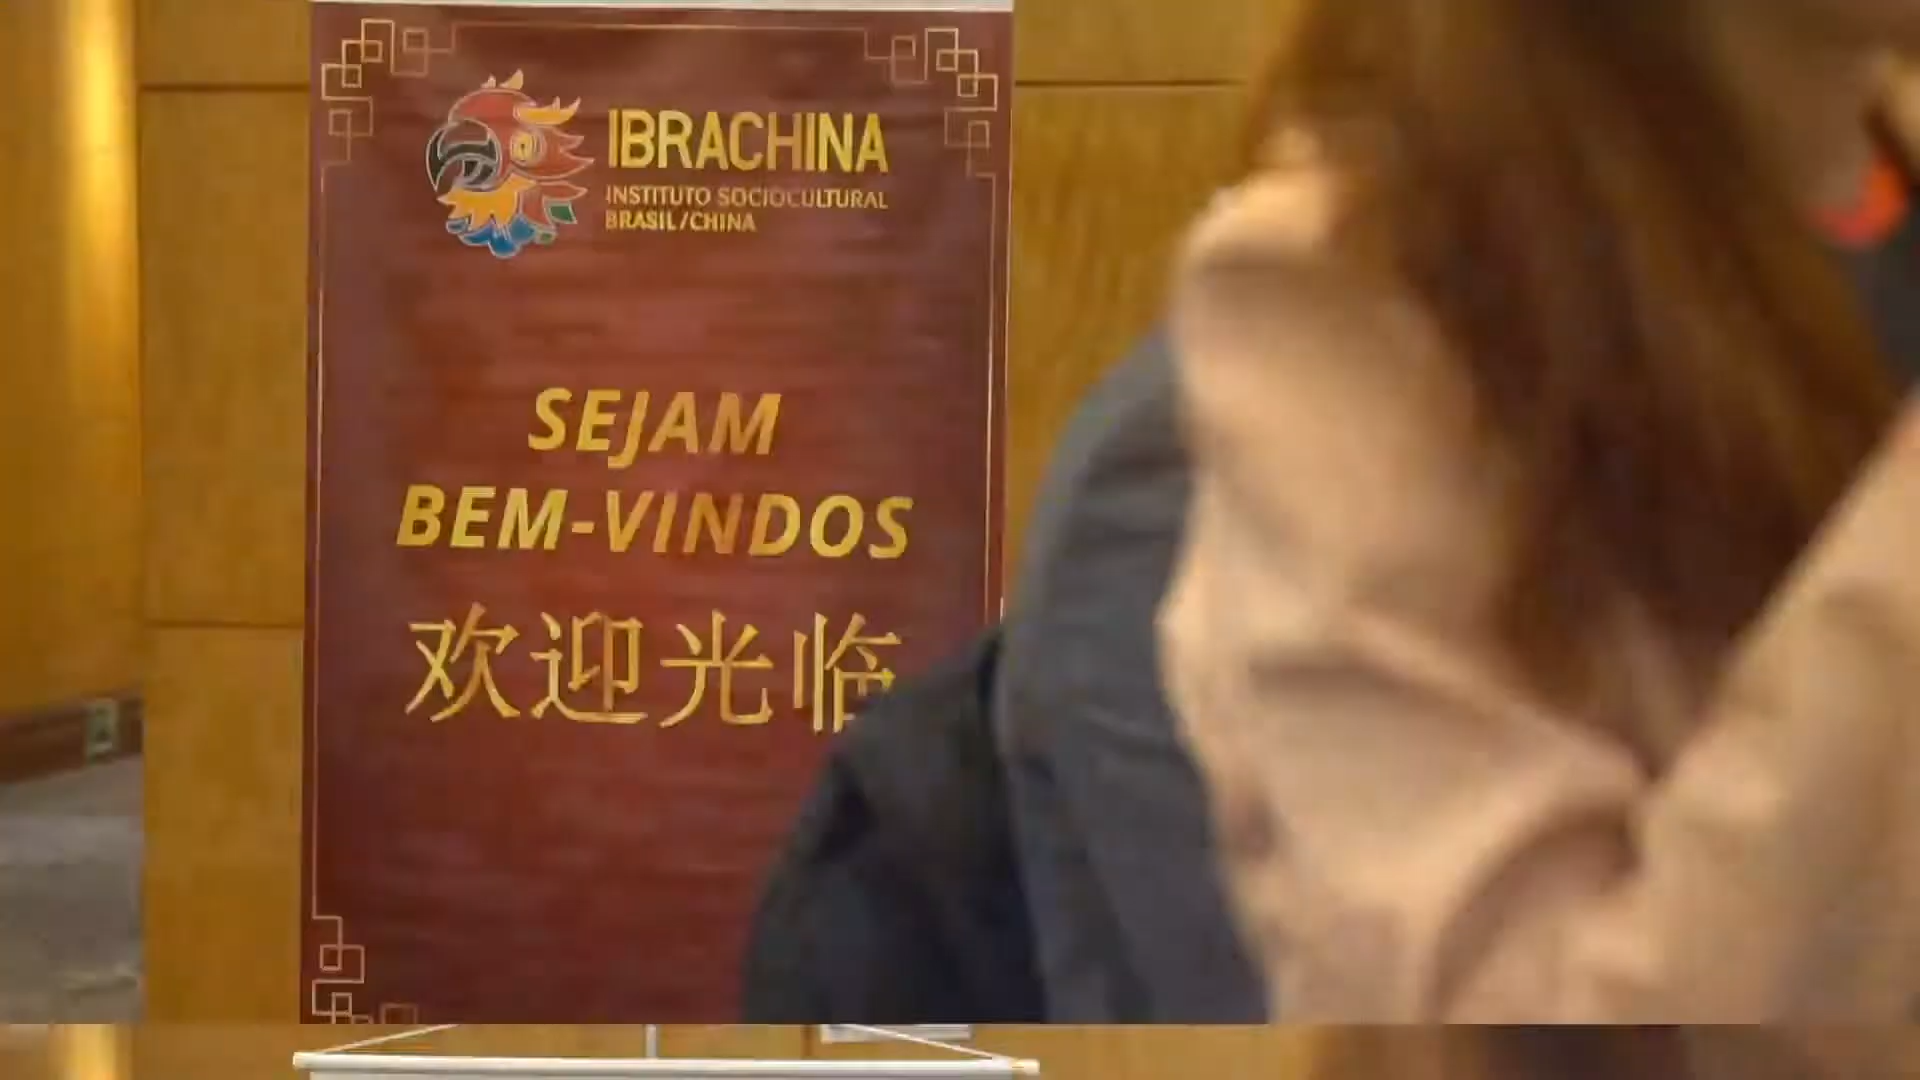 IBRACHINA
INSTITUTO SOCIOCULTURAL
BRASIL/CHINA
SEJAM
BEM-VINDOS
欢迎光临